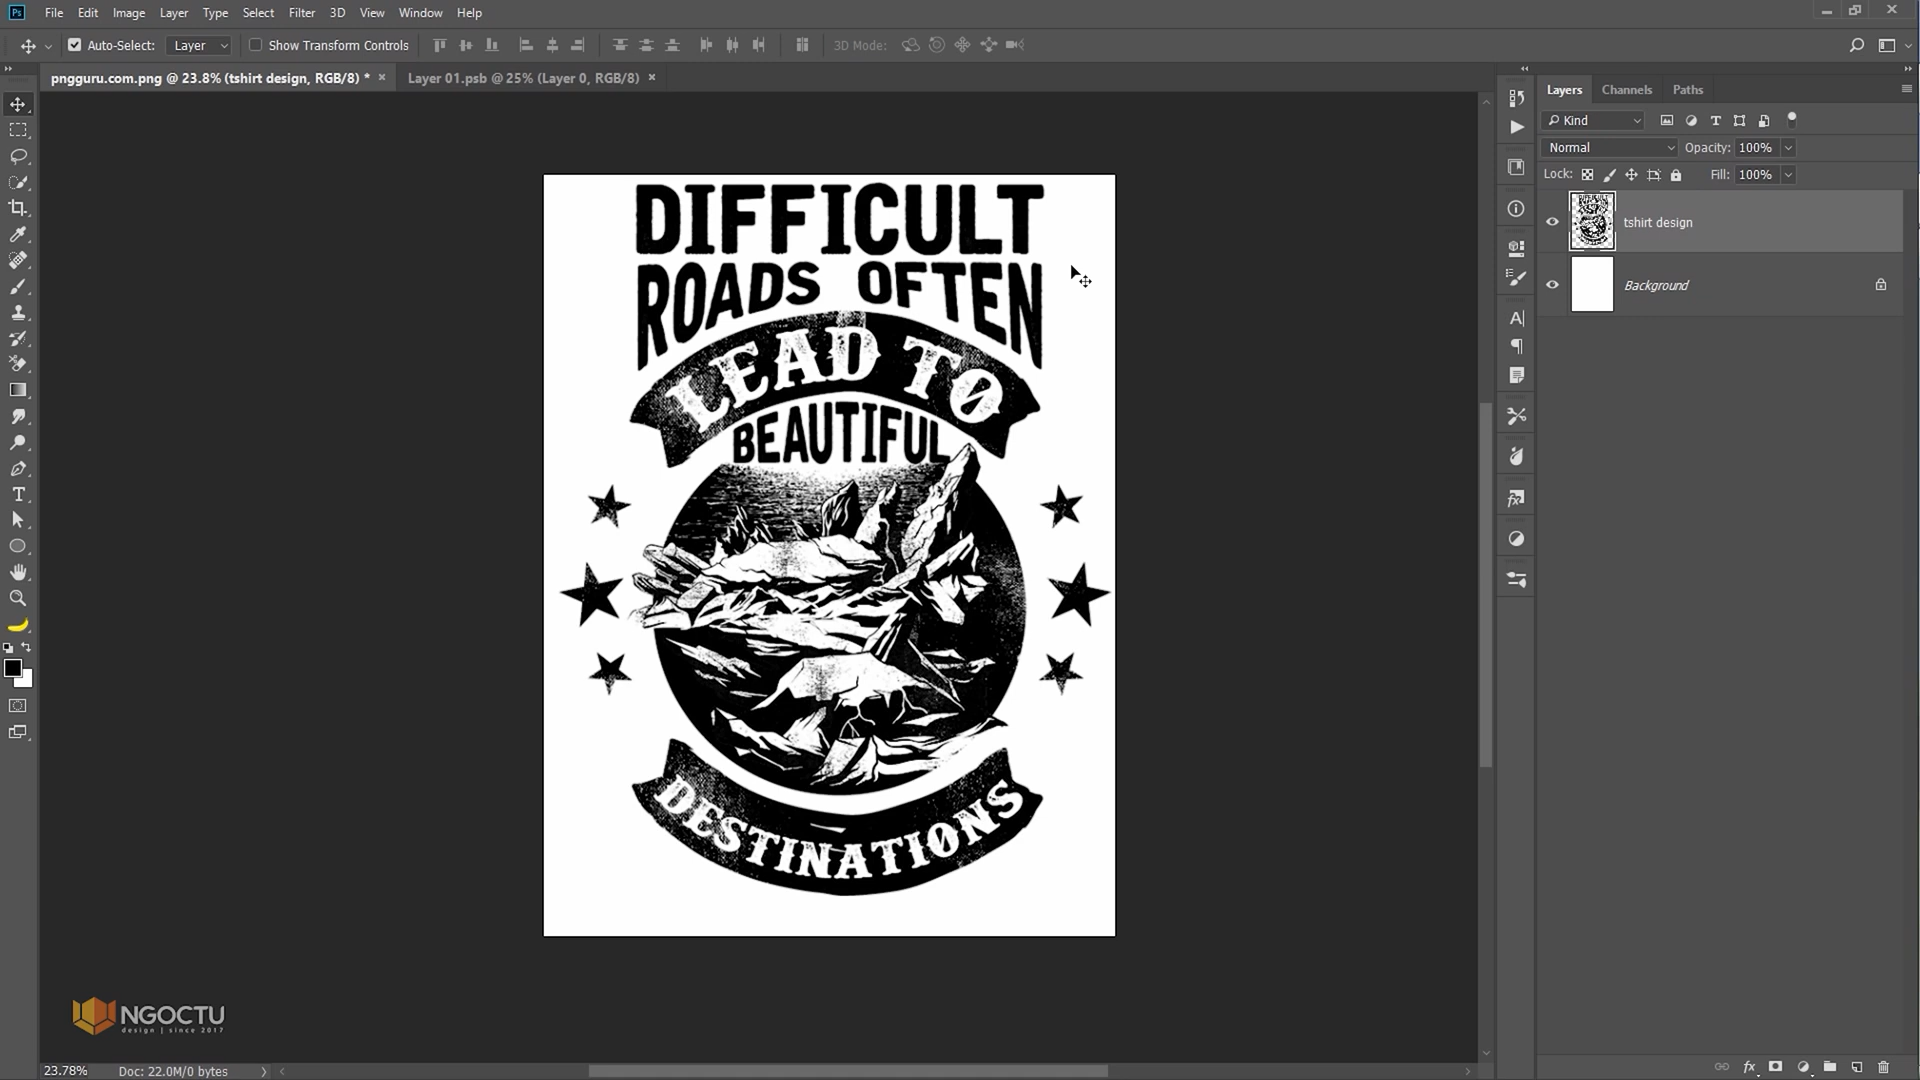 Ps File Edit Image Layer Type Select Filter 3D View Window Help
Auto-Select: Layer Show Transform Controls 3D Mode:
pngguru.com.png @ 23.8% (tshirt design, RGB/8) * × Layer 01.psb @ 25% (Layer 0, RGB/8) ×
Layers Channels Paths
Kind
Normal Opacity: 100%
Lock: Fill: 100%
tshirt design
Background
DIFFICULT
ROADS OFTEN
LEAD TO
BEAUTIFUL
DESTINATIONS
NGOCTU
design | since 2017
23.78% Doc: 22.0M/0 bytes